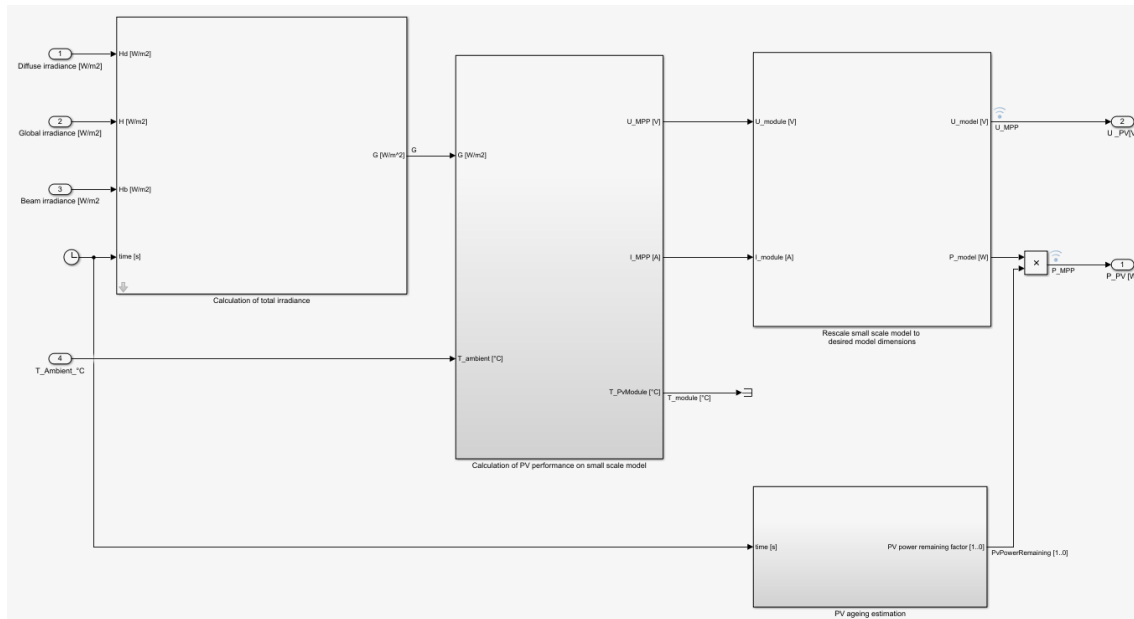 1
Diffuse irradiance [W/m2]
2
Global irradiance [W/m2]
3
Beam irradiance [W/m2
Hd [W/m2]
H [W/m2]
Hb [W/m2]
time [s]
G [W/m^2]
Calculation of total irradiance
G
4
T_Ambient_°C
G [W/m2]
T_ambient [°C]
U_MPP [V]
I_MPP [A]
T_PvModule [°C]
Calculation of PV performance on small scale model
T_module [°C]
U_module [V]
I_module [A]
U_model [V]
P_model [W]
Rescale small scale model to
desired model dimensions
U_MPP
2
U _PV[V
×
P_MPP
1
P_PV [W
time [s]
PV power remaining factor [1..0]
PV ageing estimation
PvPowerRemaining [1..0]